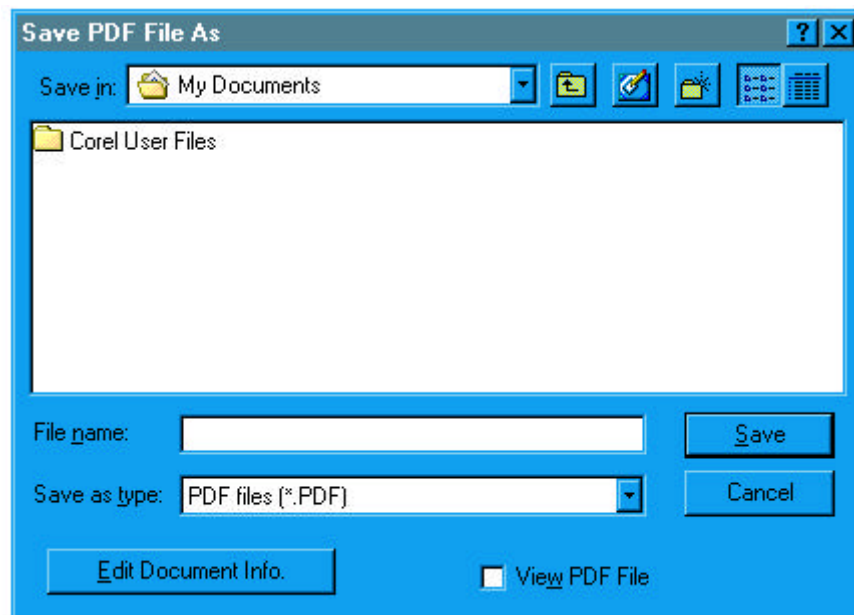 Save PDF File As
Save in: My Documents
Corel User Files
File name:
Save
Save as type: PDF files (*.PDF)
Cancel
Edit Document Info.
View PDF File